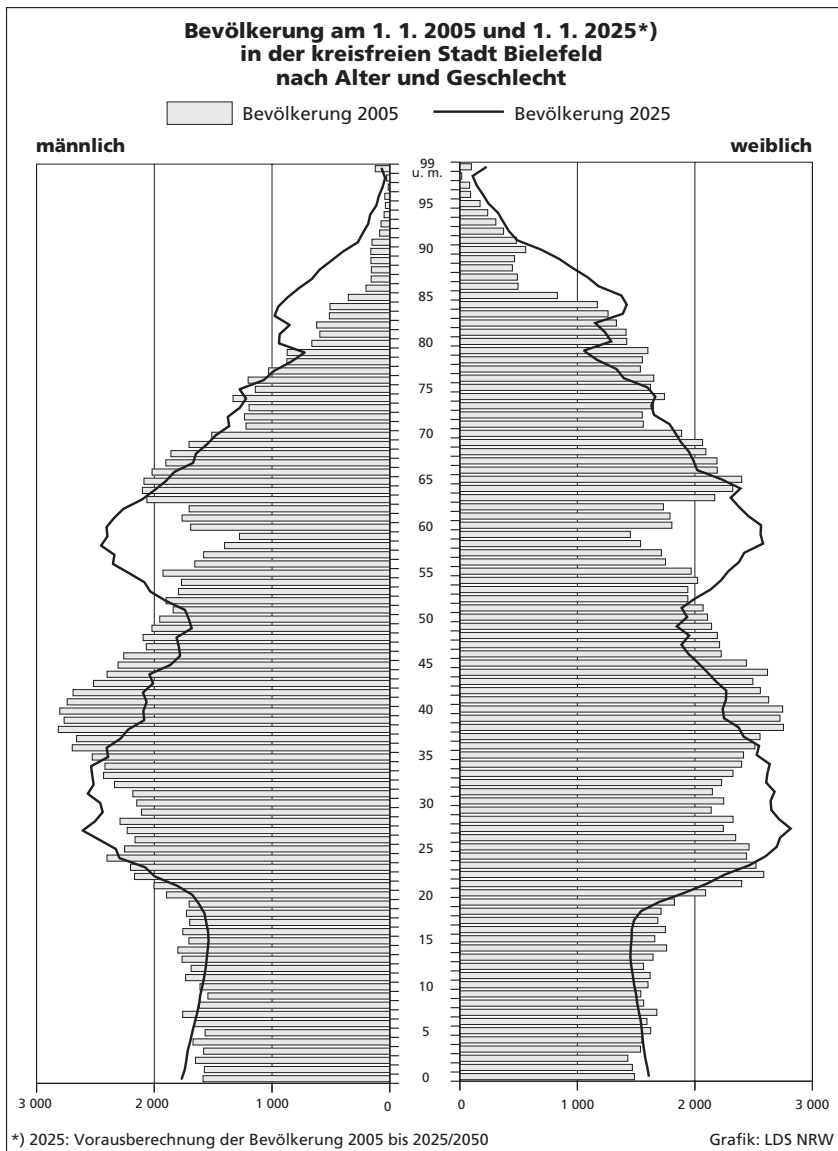 Bevölkerung am 1. 1. 2005 und 1. 1. 2025*)
in der kreisfreien Stadt Bielefeld
nach Alter und Geschlecht
Bevölkerung 2005 Bevölkerung 2025
männlich weiblich
99
u. m.
95
90
85
80
75
70
65
60
55
50
45
40
35
30
25
20
15
10
5
0
3 000 2 000 1 000 0 0 1 000 2 000 3 000
*) 2025: Vorausberechnung der Bevölkerung 2005 bis 2025/2050 Grafik: LDS NRW